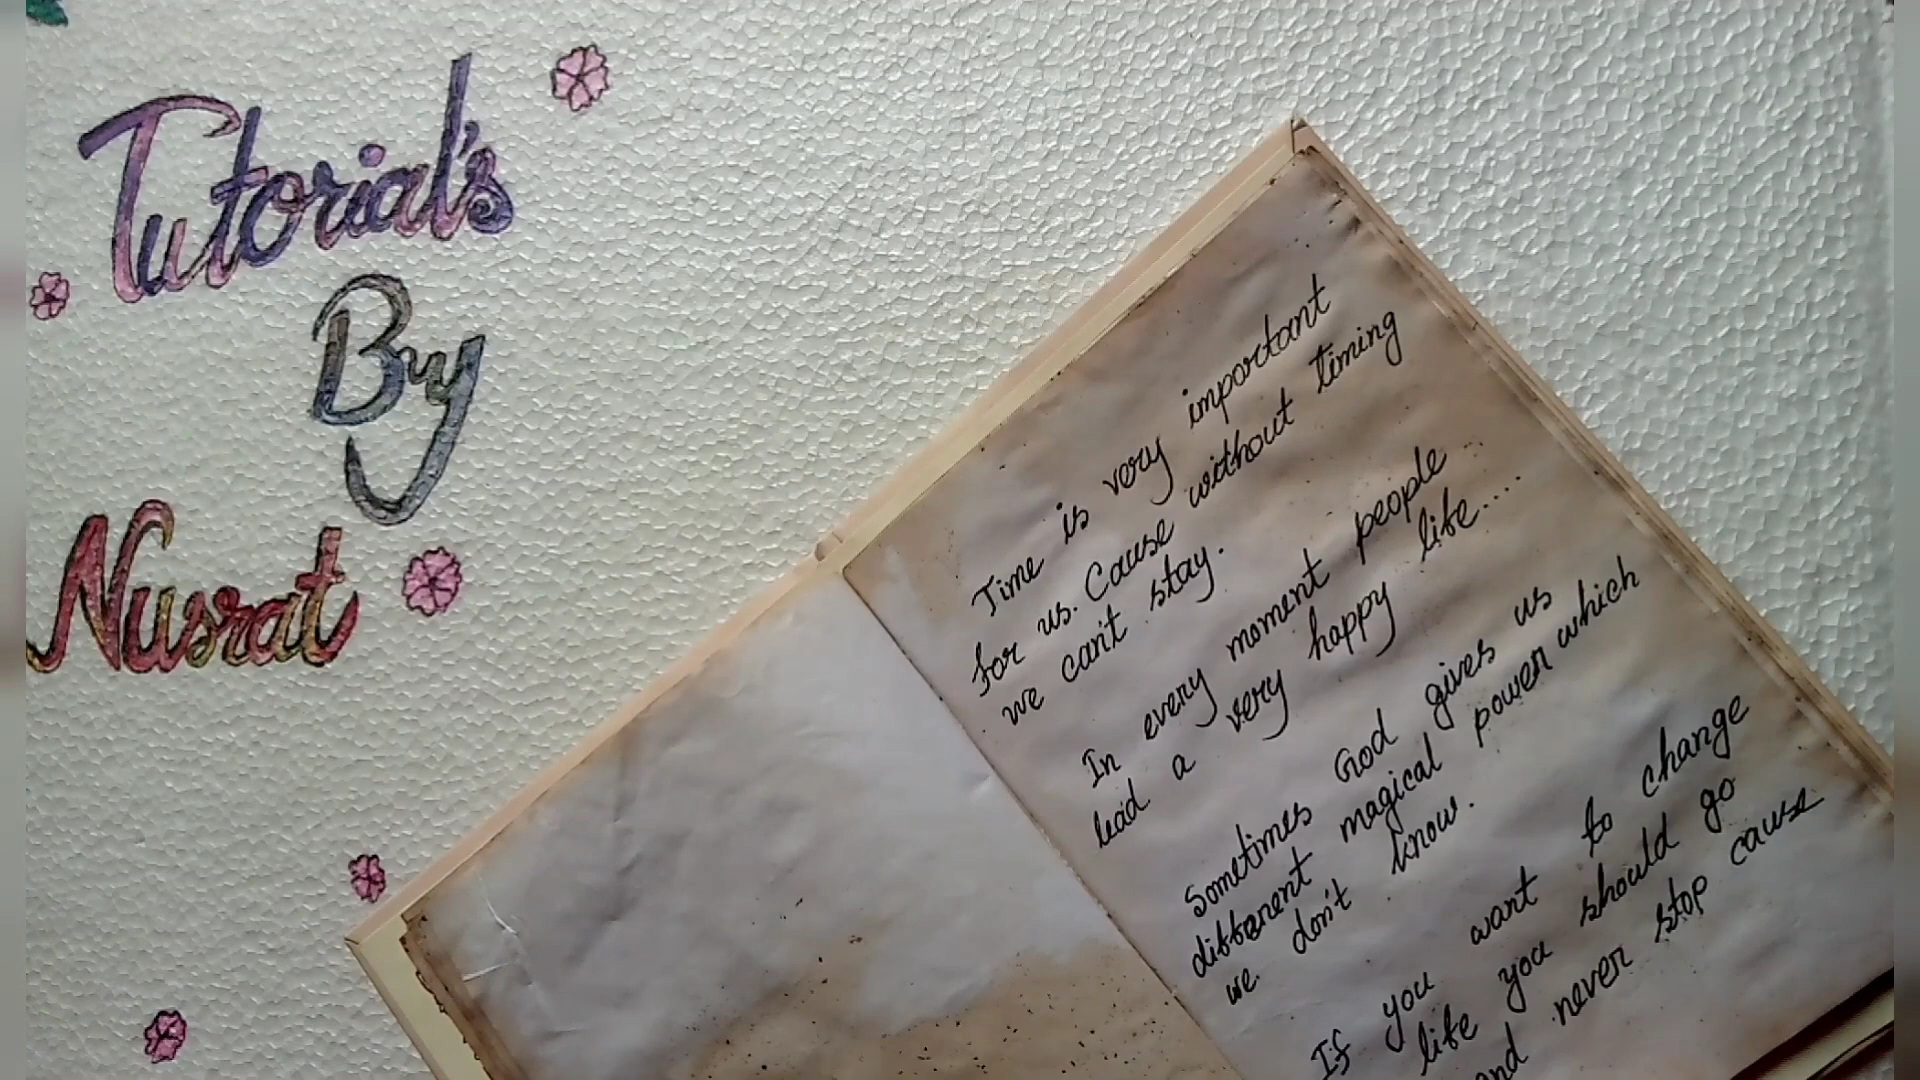 Tutorial's
By
Nusrat
Time is very important
for us. Cause without timing
we can't stay.
In every moment people
lead a very happy life.....
Sometimes God gives us
different magical power which
we don't know.
If you want to change
life you should go
and never stop cause